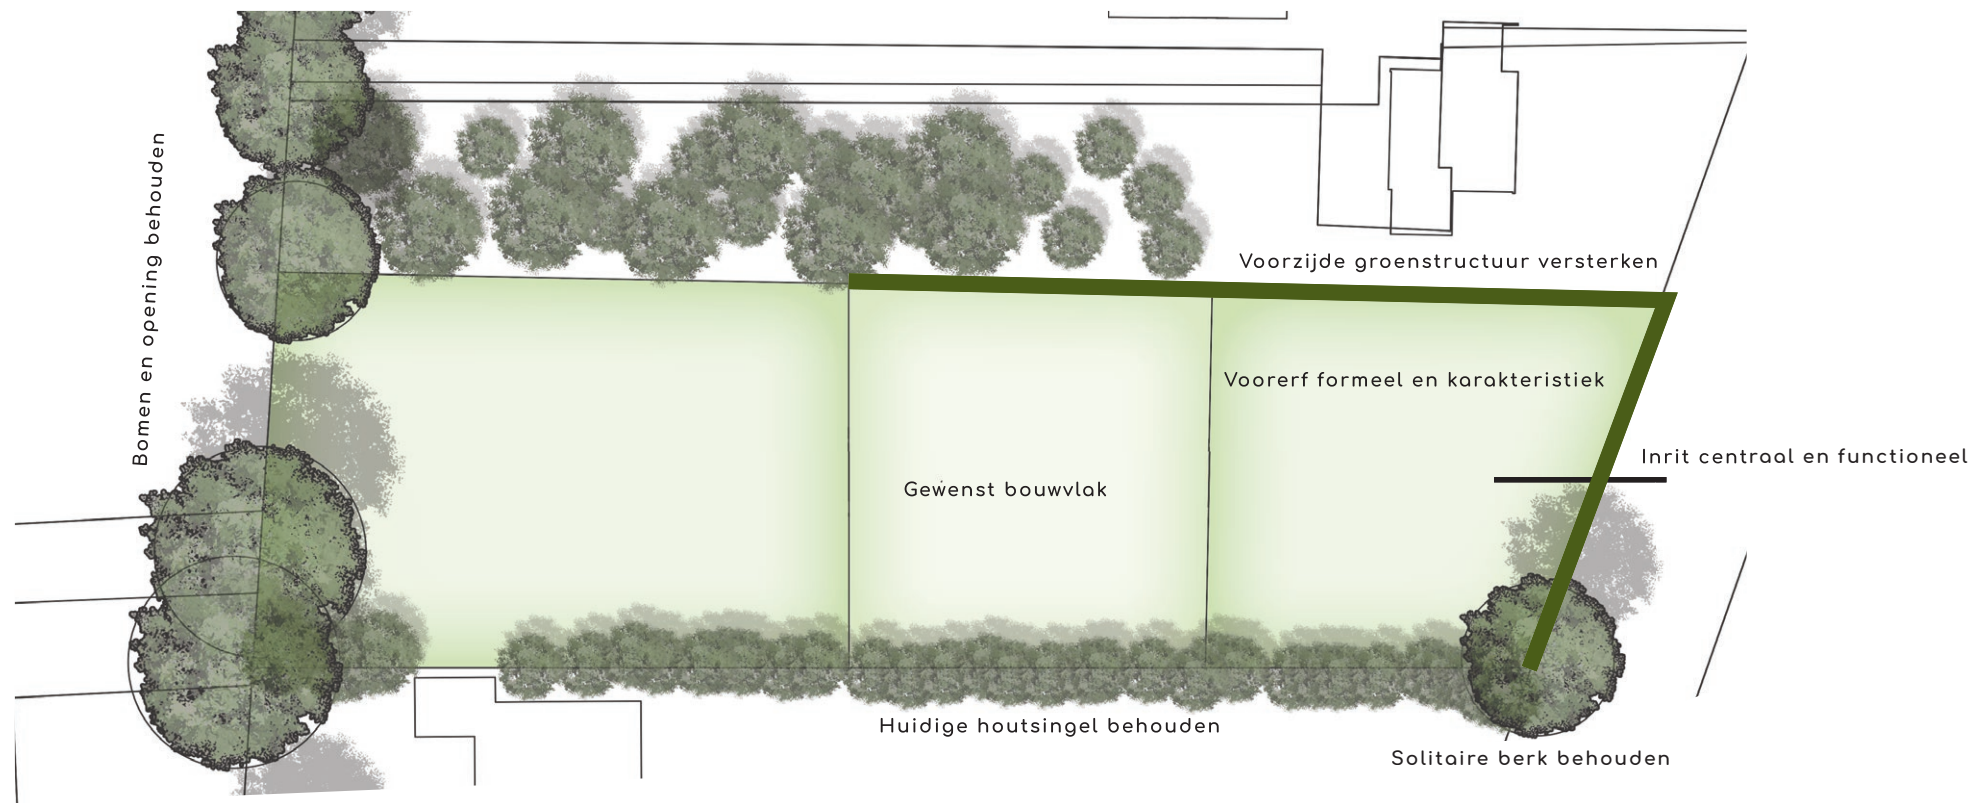 Bomen en opening behouden
Voorzijde groenstructuur versterken
Voorerf formeel en karakteristiek
Inrit centraal en functioneel
Gewenst bouwvlak
Huidige houtsingel behouden
Solitaire berk behouden